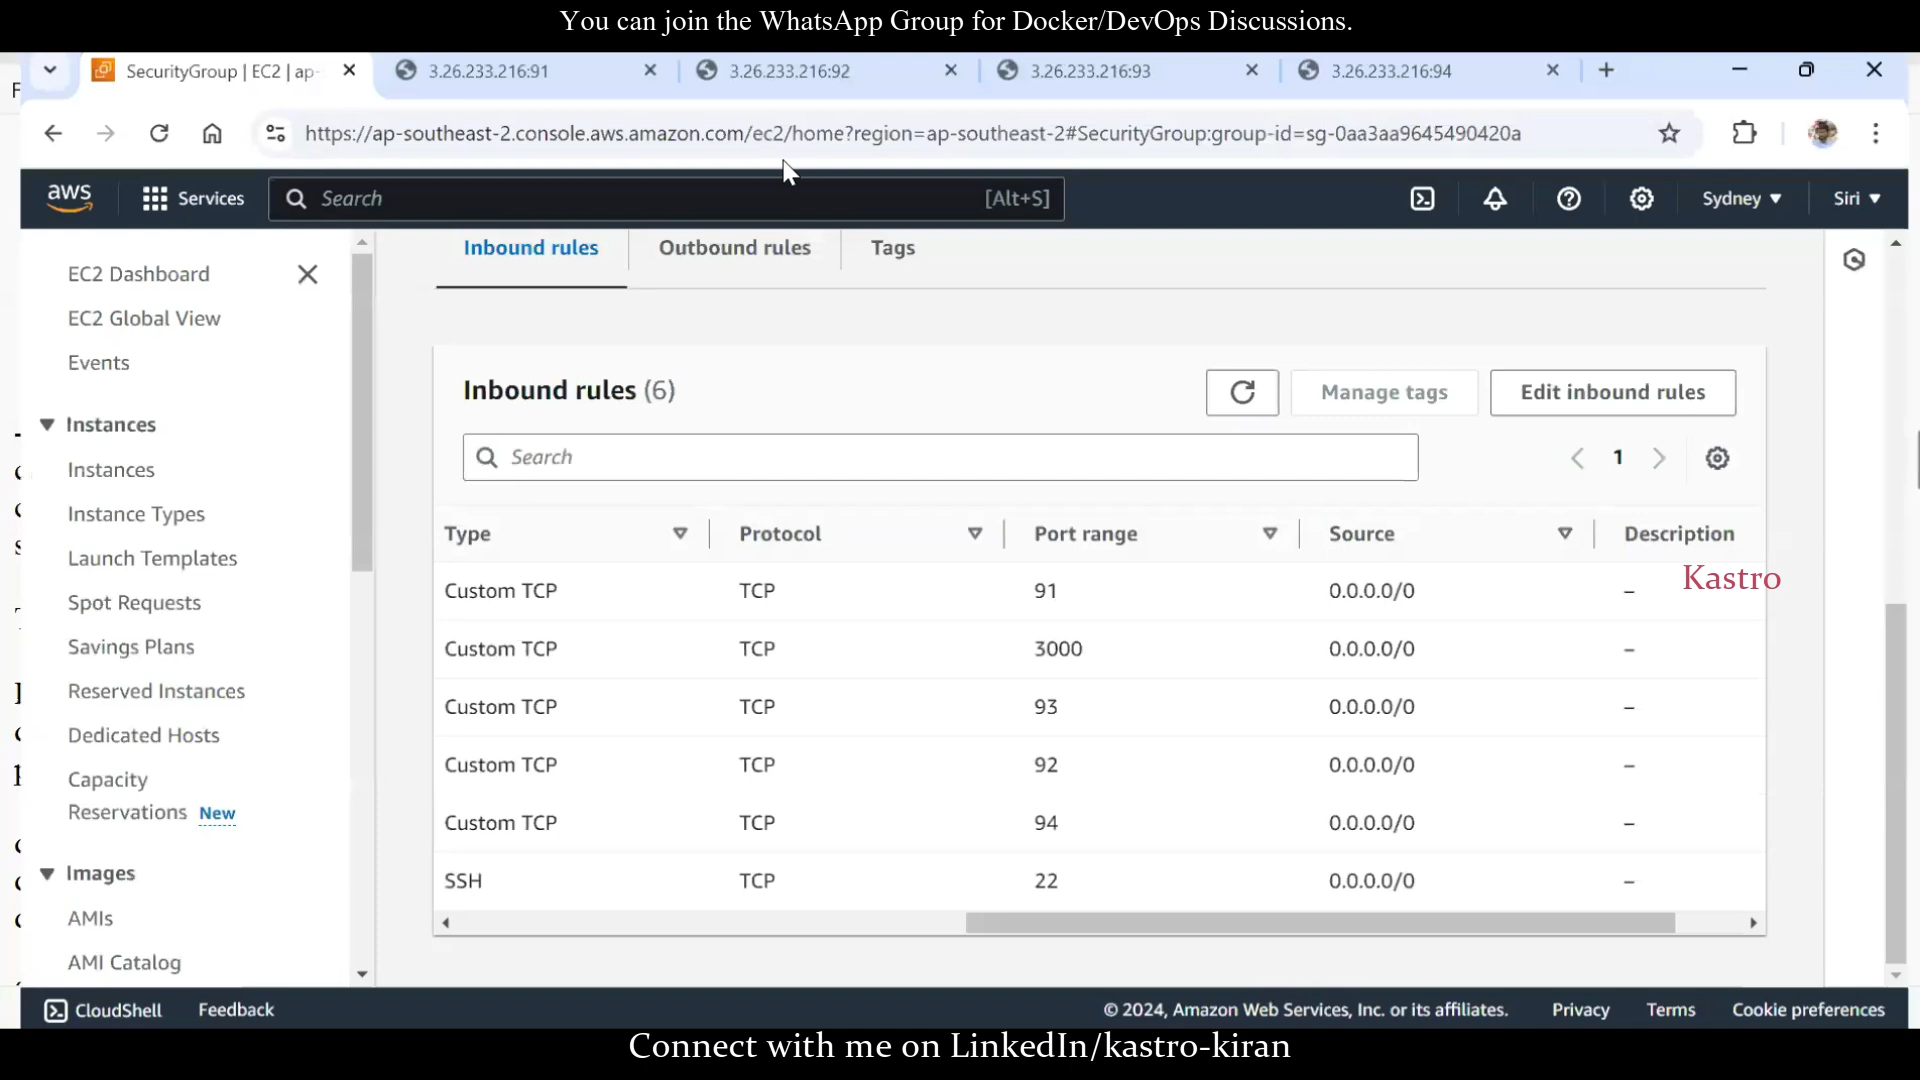 You can join the WhatsApp Group for Docker/DevOps Discussions.
SecurityGroup | EC2 | ap-
3.26.233.216:91
3.26.233.216:92
3.26.233.216:93
3.26.233.216:94
https://ap-southeast-2.console.aws.amazon.com/ec2/home?region=ap-southeast-2#SecurityGroup:group-id=sg-0aa3aa9645490420a
aws
Services
Search
[Alt+S]
Sydney
Siri
EC2 Dashboard
EC2 Global View
Events
Instances
Instances
Instance Types
Launch Templates
Spot Requests
Savings Plans
Reserved Instances
Dedicated Hosts
Capacity
Reservations New
Images
AMIs
AMI Catalog
Inbound rules
Outbound rules
Tags
Inbound rules (6)
Manage tags
Edit inbound rules
Search
1
Type Protocol Port range Source Description
Custom TCP TCP 91 0.0.0.0/0 –
Kastro
Custom TCP TCP 3000 0.0.0.0/0 –
Custom TCP TCP 93 0.0.0.0/0 –
Custom TCP TCP 92 0.0.0.0/0 –
Custom TCP TCP 94 0.0.0.0/0 –
SSH TCP 22 0.0.0.0/0 –
CloudShell
Feedback
© 2024, Amazon Web Services, Inc. or its affiliates.
Privacy
Terms
Cookie preferences
Connect with me on LinkedIn/kastro-kiran